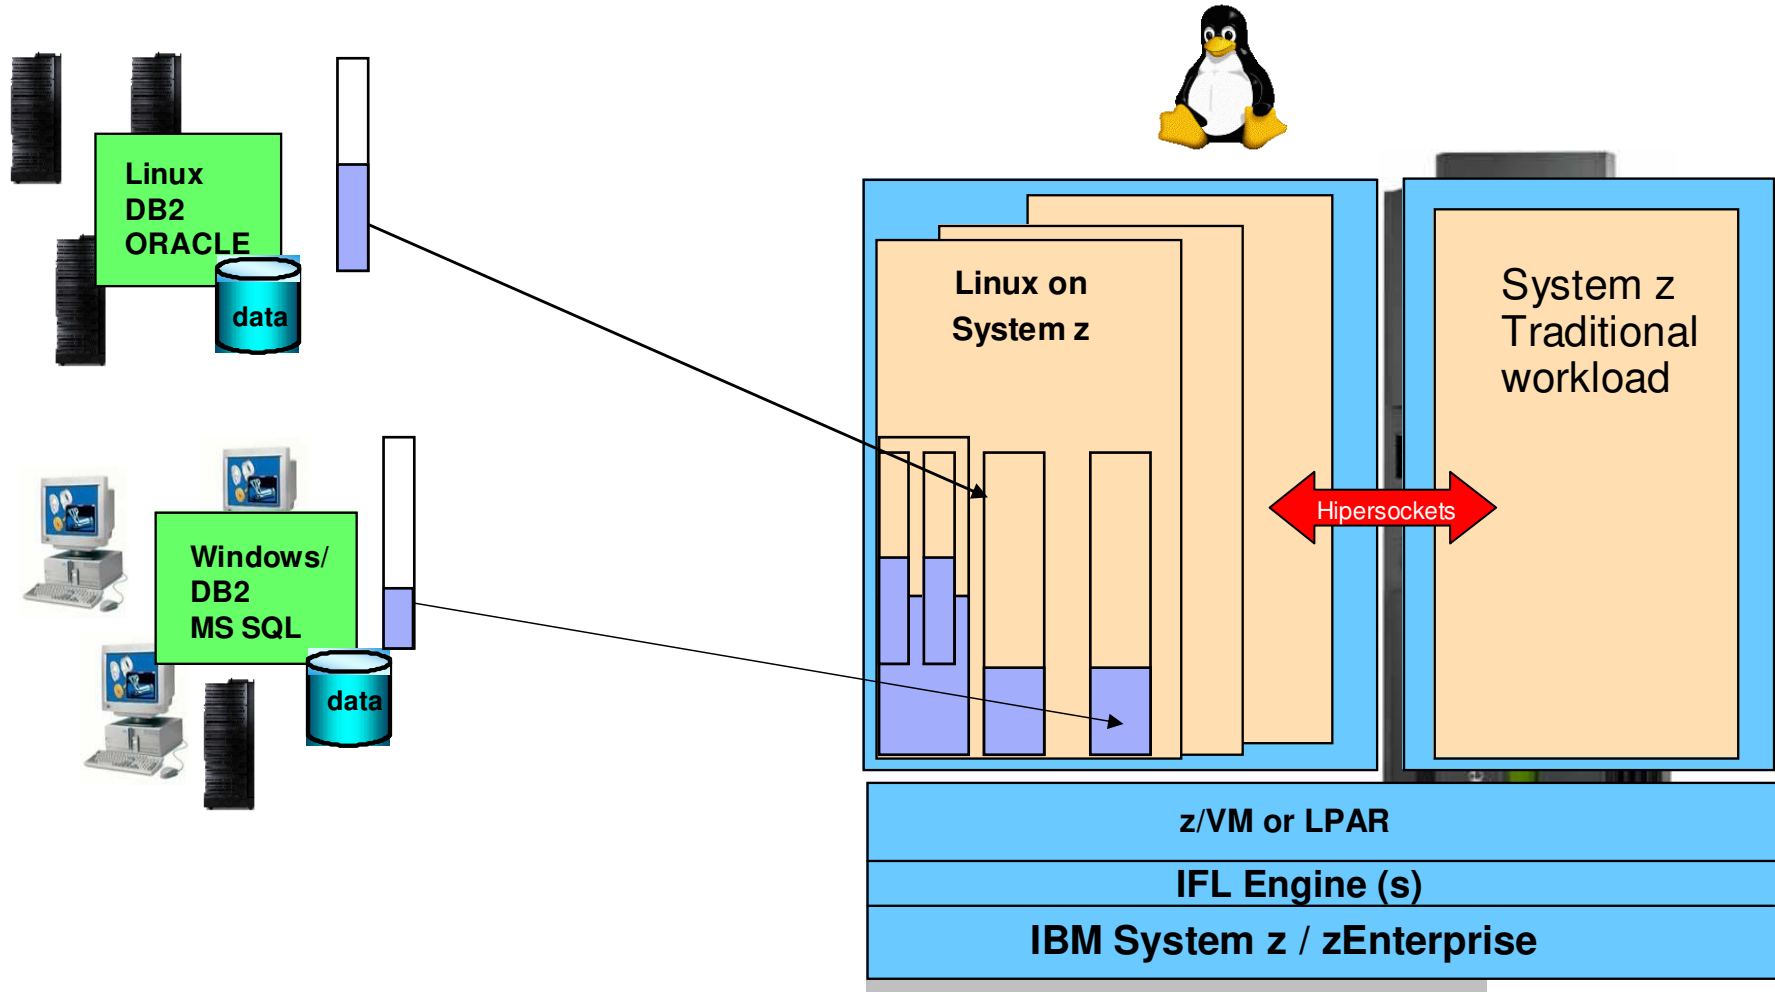 Linux
DB2
ORACLE
data
Windows/
DB2
MS SQL
data
Linux on
System z
System z
Traditional
workload
Hipersockets
z/VM or LPAR
IFL Engine (s)
IBM System z / zEnterprise